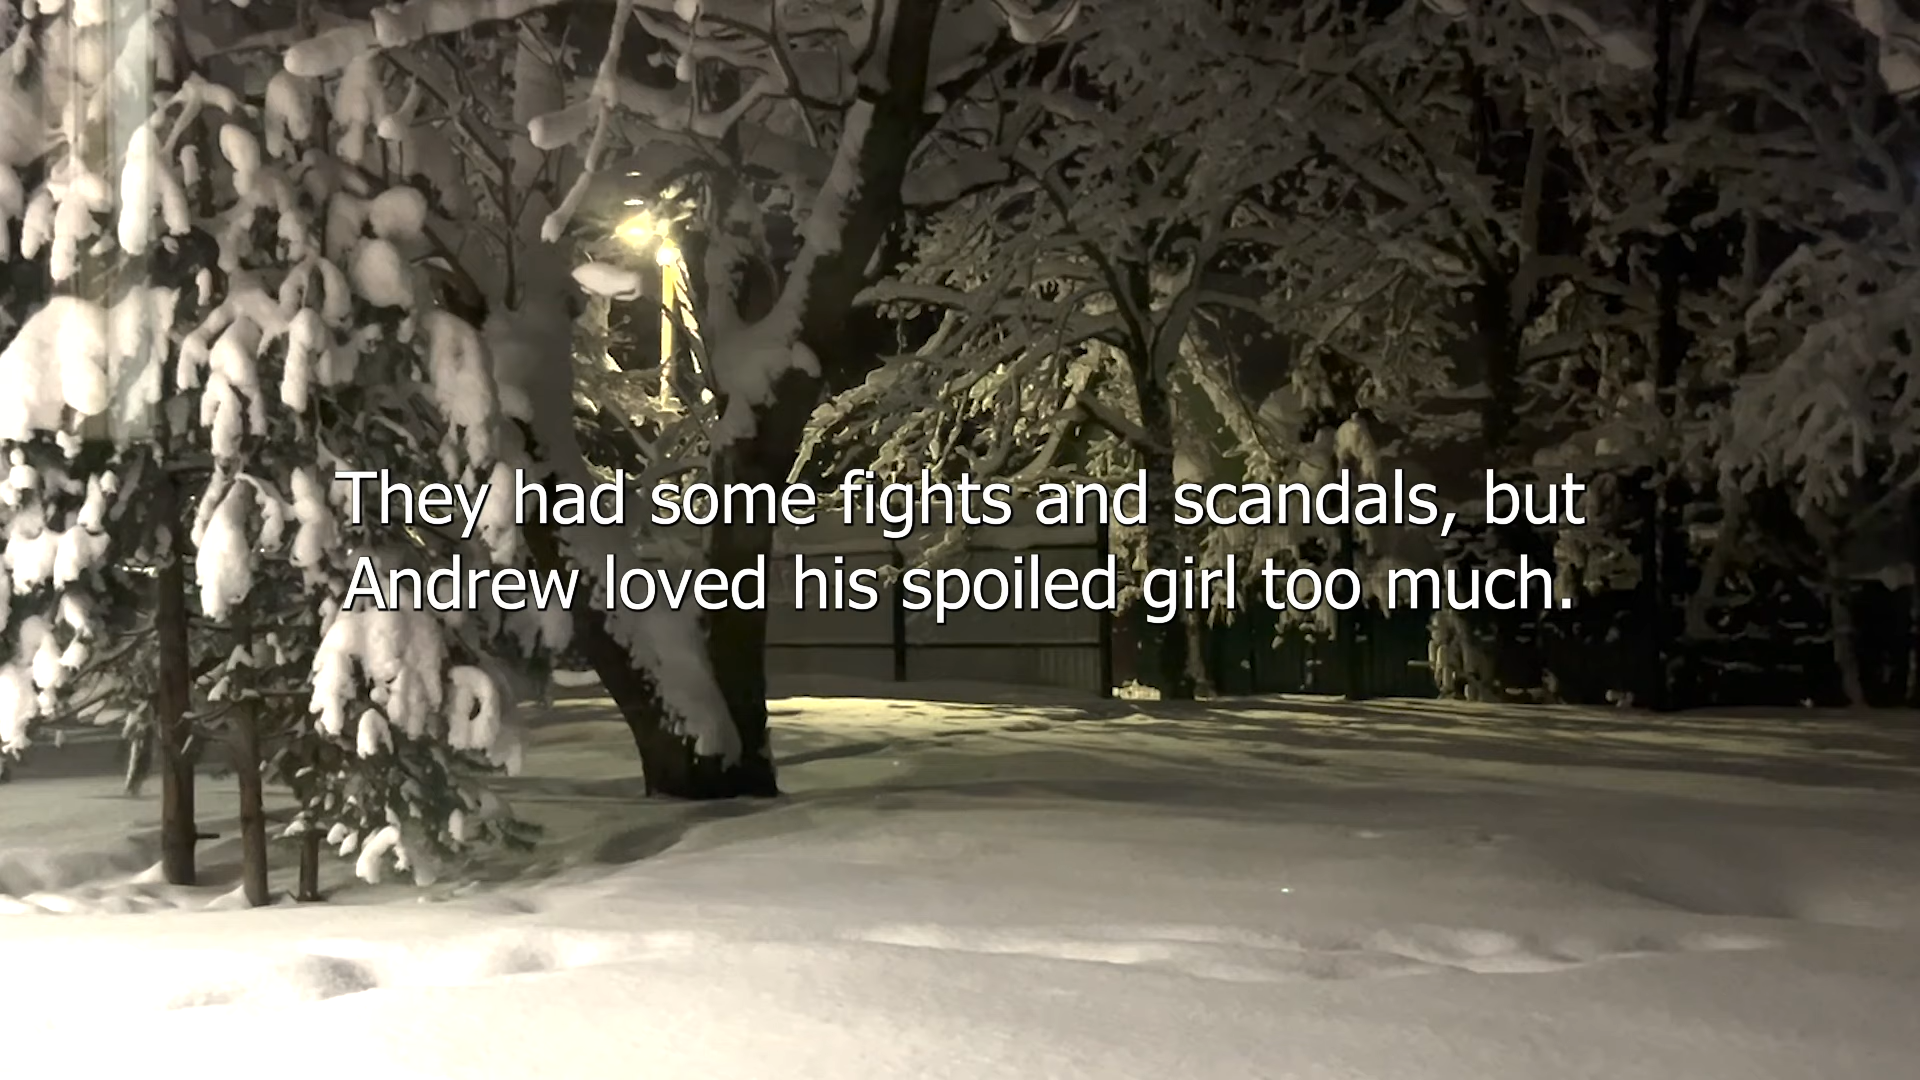 They had some fights and scandals, but
Andrew loved his spoiled girl too much.